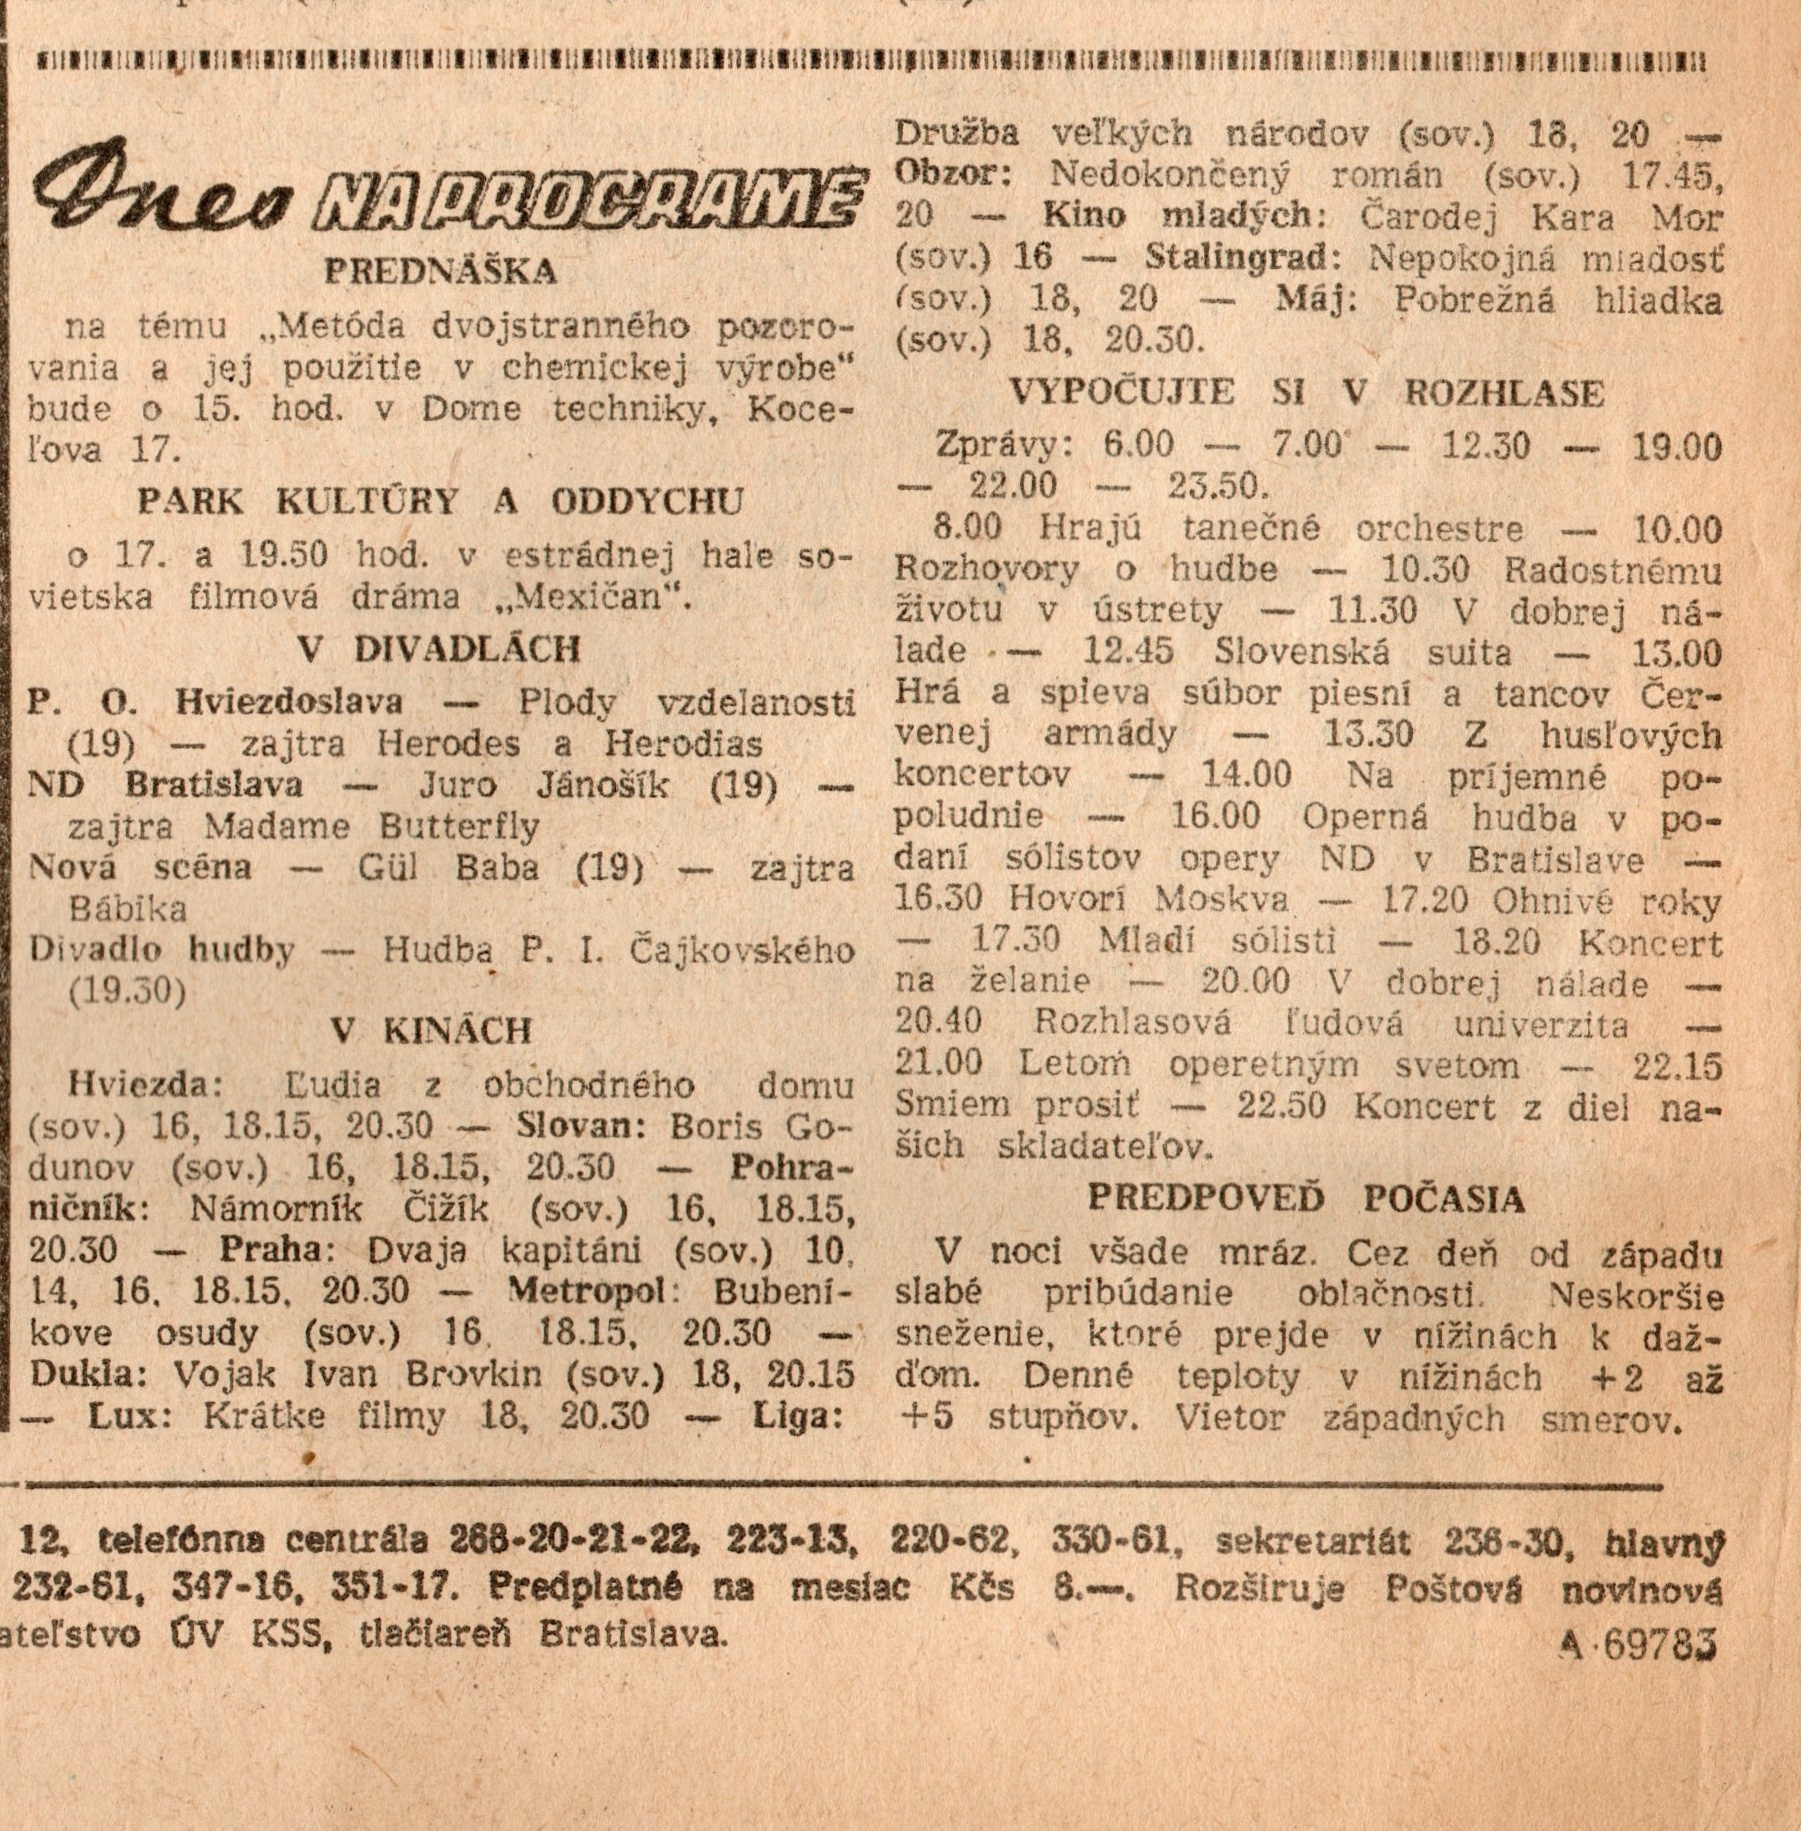 Dnes NA PROGRAME
PREDNÁŠKA
na tému „Metóda dvojstranného pozoro-
vania a jej použitie v chemickej výrobe“
bude o 15. hod. v Dome techniky, Koce-
ľova 17.
PARK KULTÚRY A ODDYCHU
o 17. a 19.30 hod. v estrádnej hale so-
vietska filmová dráma „Mexičan“.
V DIVADLÁCH
P. O. Hviezdoslava — Plody vzdelanosti
(19) — zajtra Herodes a Herodias
ND Bratislava — Juro Jánošík (19) —
zajtra Madame Butterfly
Nová scéna — Gül Baba (19) — zajtra
Bábika
Divadlo hudby — Hudba P. I. Čajkovského
(19.30)
V KINÁCH
Hviezda: Ľudia z obchodného domu
(sov.) 16, 18.15, 20.30 — Slovan: Boris Go-
dunov (sov.) 16, 18.15, 20.30 — Pohra-
ničník: Námorník Čižík (sov.) 16, 18.15,
20.30 — Praha: Dvaja kapitáni (sov.) 10,
14, 16, 18.15, 20.30 — Metropol: Bubení-
kove osudy (sov.) 16, 18.15, 20.30 —
Dukla: Vojak Ivan Brovkin (sov.) 18, 20.15
— Lux: Krátke filmy 18, 20.30 — Liga:
Družba veľkých národov (sov.) 18, 20 —
Obzor: Nedokončený román (sov.) 17.45,
20 — Kino mladých: Čarodej Kara Mor
(sov.) 16 — Stalingrad: Nepokojná mladosť
(sov.) 18, 20 — Máj: Pobrežná hliadka
(sov.) 18, 20.30.
VYPOČUJTE SI V ROZHLASE
Zprávy: 6.00 — 7.00 — 12.30 — 19.00
— 22.00 — 23.50.
8.00 Hrajú tanečné orchestre — 10.00
Rozhovory o hudbe — 10.30 Radostnému
životu v ústrety — 11.30 V dobrej ná-
lade — 12.45 Slovenská suita — 13.00
Hrá a spieva súbor piesní a tancov Čer-
venej armády — 13.30 Z husľových
koncertov — 14.00 Na príjemné po-
poludnie — 16.00 Operná hudba v po-
daní sólistov opery ND v Bratislave —
16.30 Hovorí Moskva — 17.20 Ohnivé roky
— 17.30 Mladí sólisti — 18.20 Koncert
na želanie — 20.00 V dobrej nálade —
20.40 Rozhlasová ľudová univerzita —
21.00 Letom operetným svetom — 22.15
Smiem prosiť — 22.50 Koncert z diel na-
šich skladateľov.
PREDPOVEĎ POČASIA
V noci všade mráz. Cez deň od západu
slabé pribúdanie oblačnosti. Neskoršie
sneženie, ktoré prejde v nížinách k daž-
ďom. Denné teploty v nížinách +2 až
+5 stupňov. Vietor západných smerov.
12, telefónna centrála 268-20-21-22, 223-13, 220-62, 330-61, sekretariát 236-30, hlavný
232-61, 347-16, 351-17. Predplatné na mesiac Kčs 8.—. Rozširuje Poštová novinová
ateľstvo ÚV KSS, tlačiareň Bratislava.
A-69783